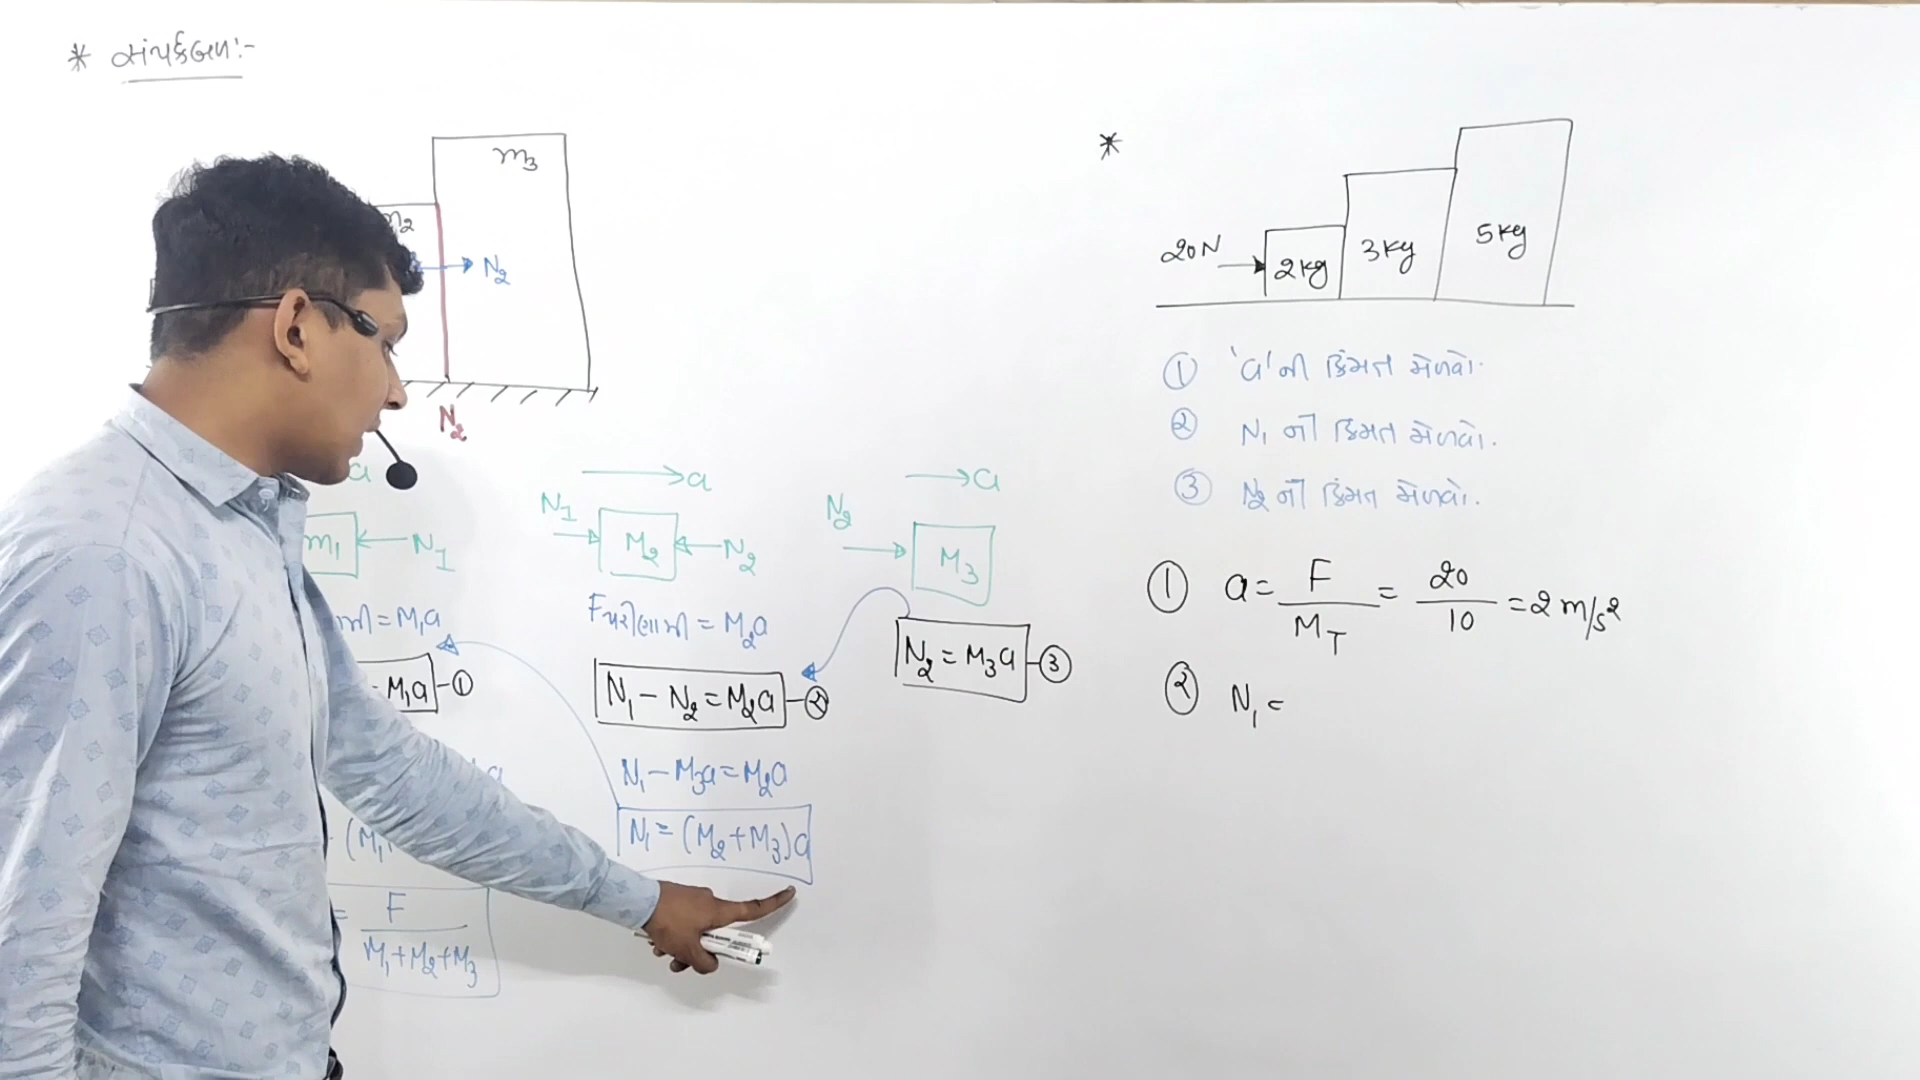 * સંપર્કબળ:-
m3
m2
N2
N2
a
m1 N1
= M1a
M1a - ①
F
M1+M2+M3
a
N1 M2 N2
Fપરીણામી = M2a
N1 - N2 = M2a - ②
N1 - M3a = M2a
N1 = (M2+M3)a
a
N2 M3
N2 = M3a - ③
*
20N 2kg 3kg 5kg
① 'a' ની કિંમત મેળવો.
② N1 ની કિંમત મેળવો.
③ N2 ની કિંમત મેળવો.
① a = F/MT = 20/10 = 2 m/s²
② N1 =